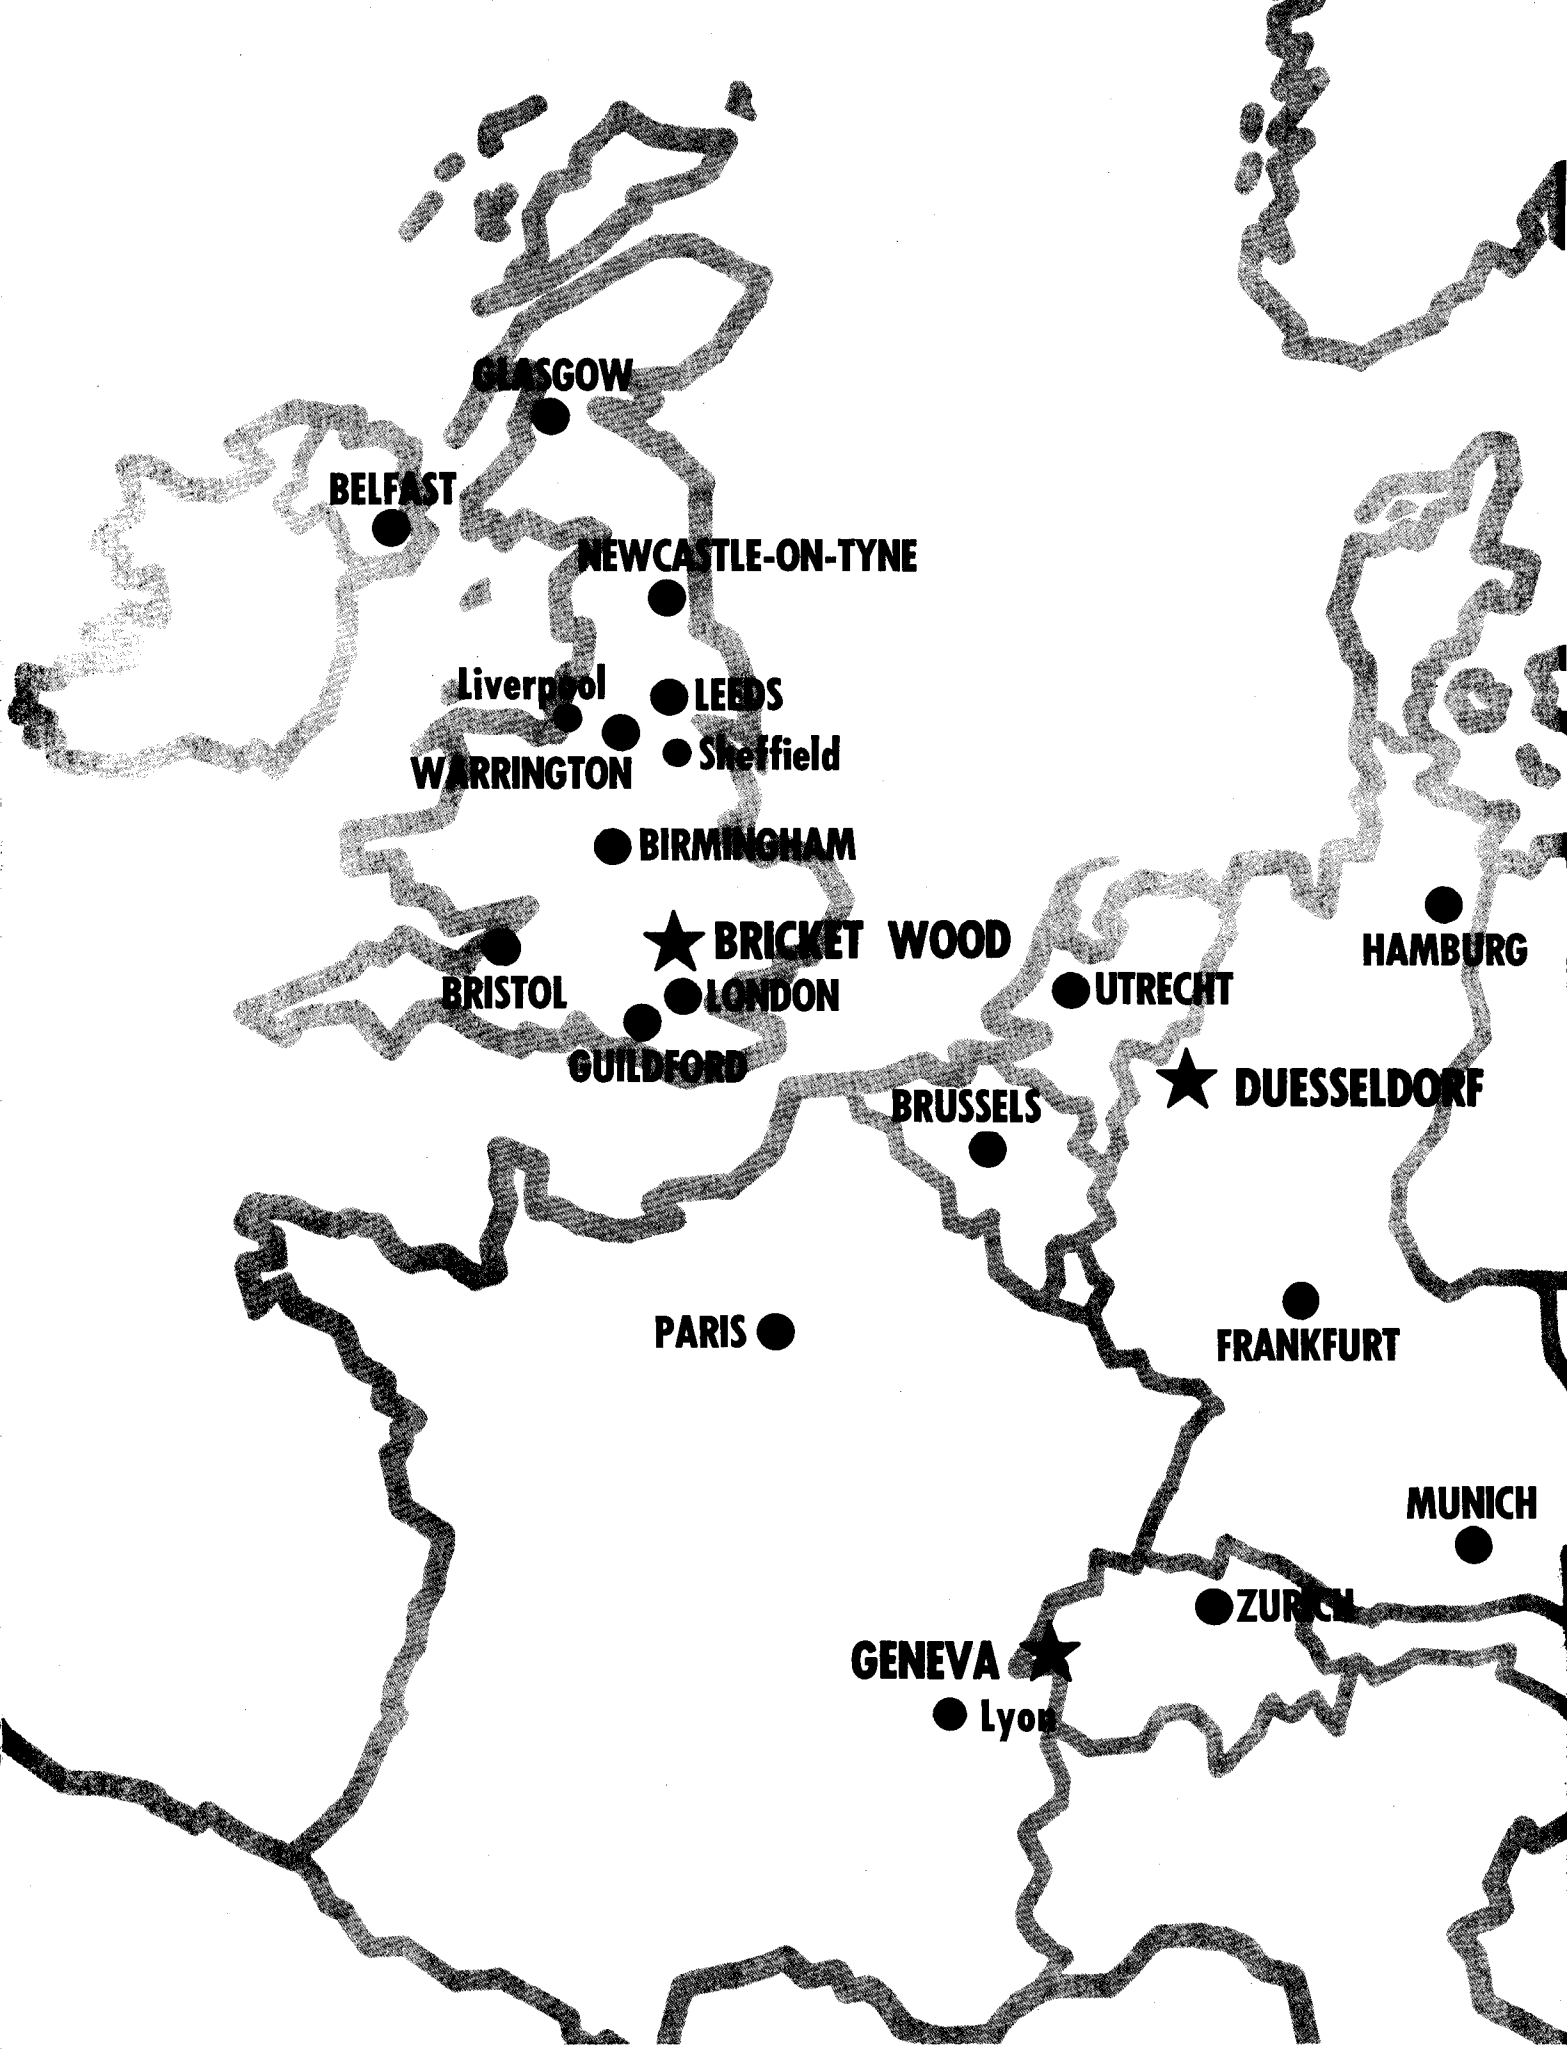 GLASGOW
BELFAST
NEWCASTLE-ON-TYNE
Liverpool
LEEDS
WARRINGTON
Sheffield
BIRMINGHAM
BRICKET WOOD
BRISTOL
LONDON
GUILDFORD
HAMBURG
UTRECHT
DUESSELDORF
BRUSSELS
PARIS
FRANKFURT
MUNICH
ZURICH
GENEVA
Lyon